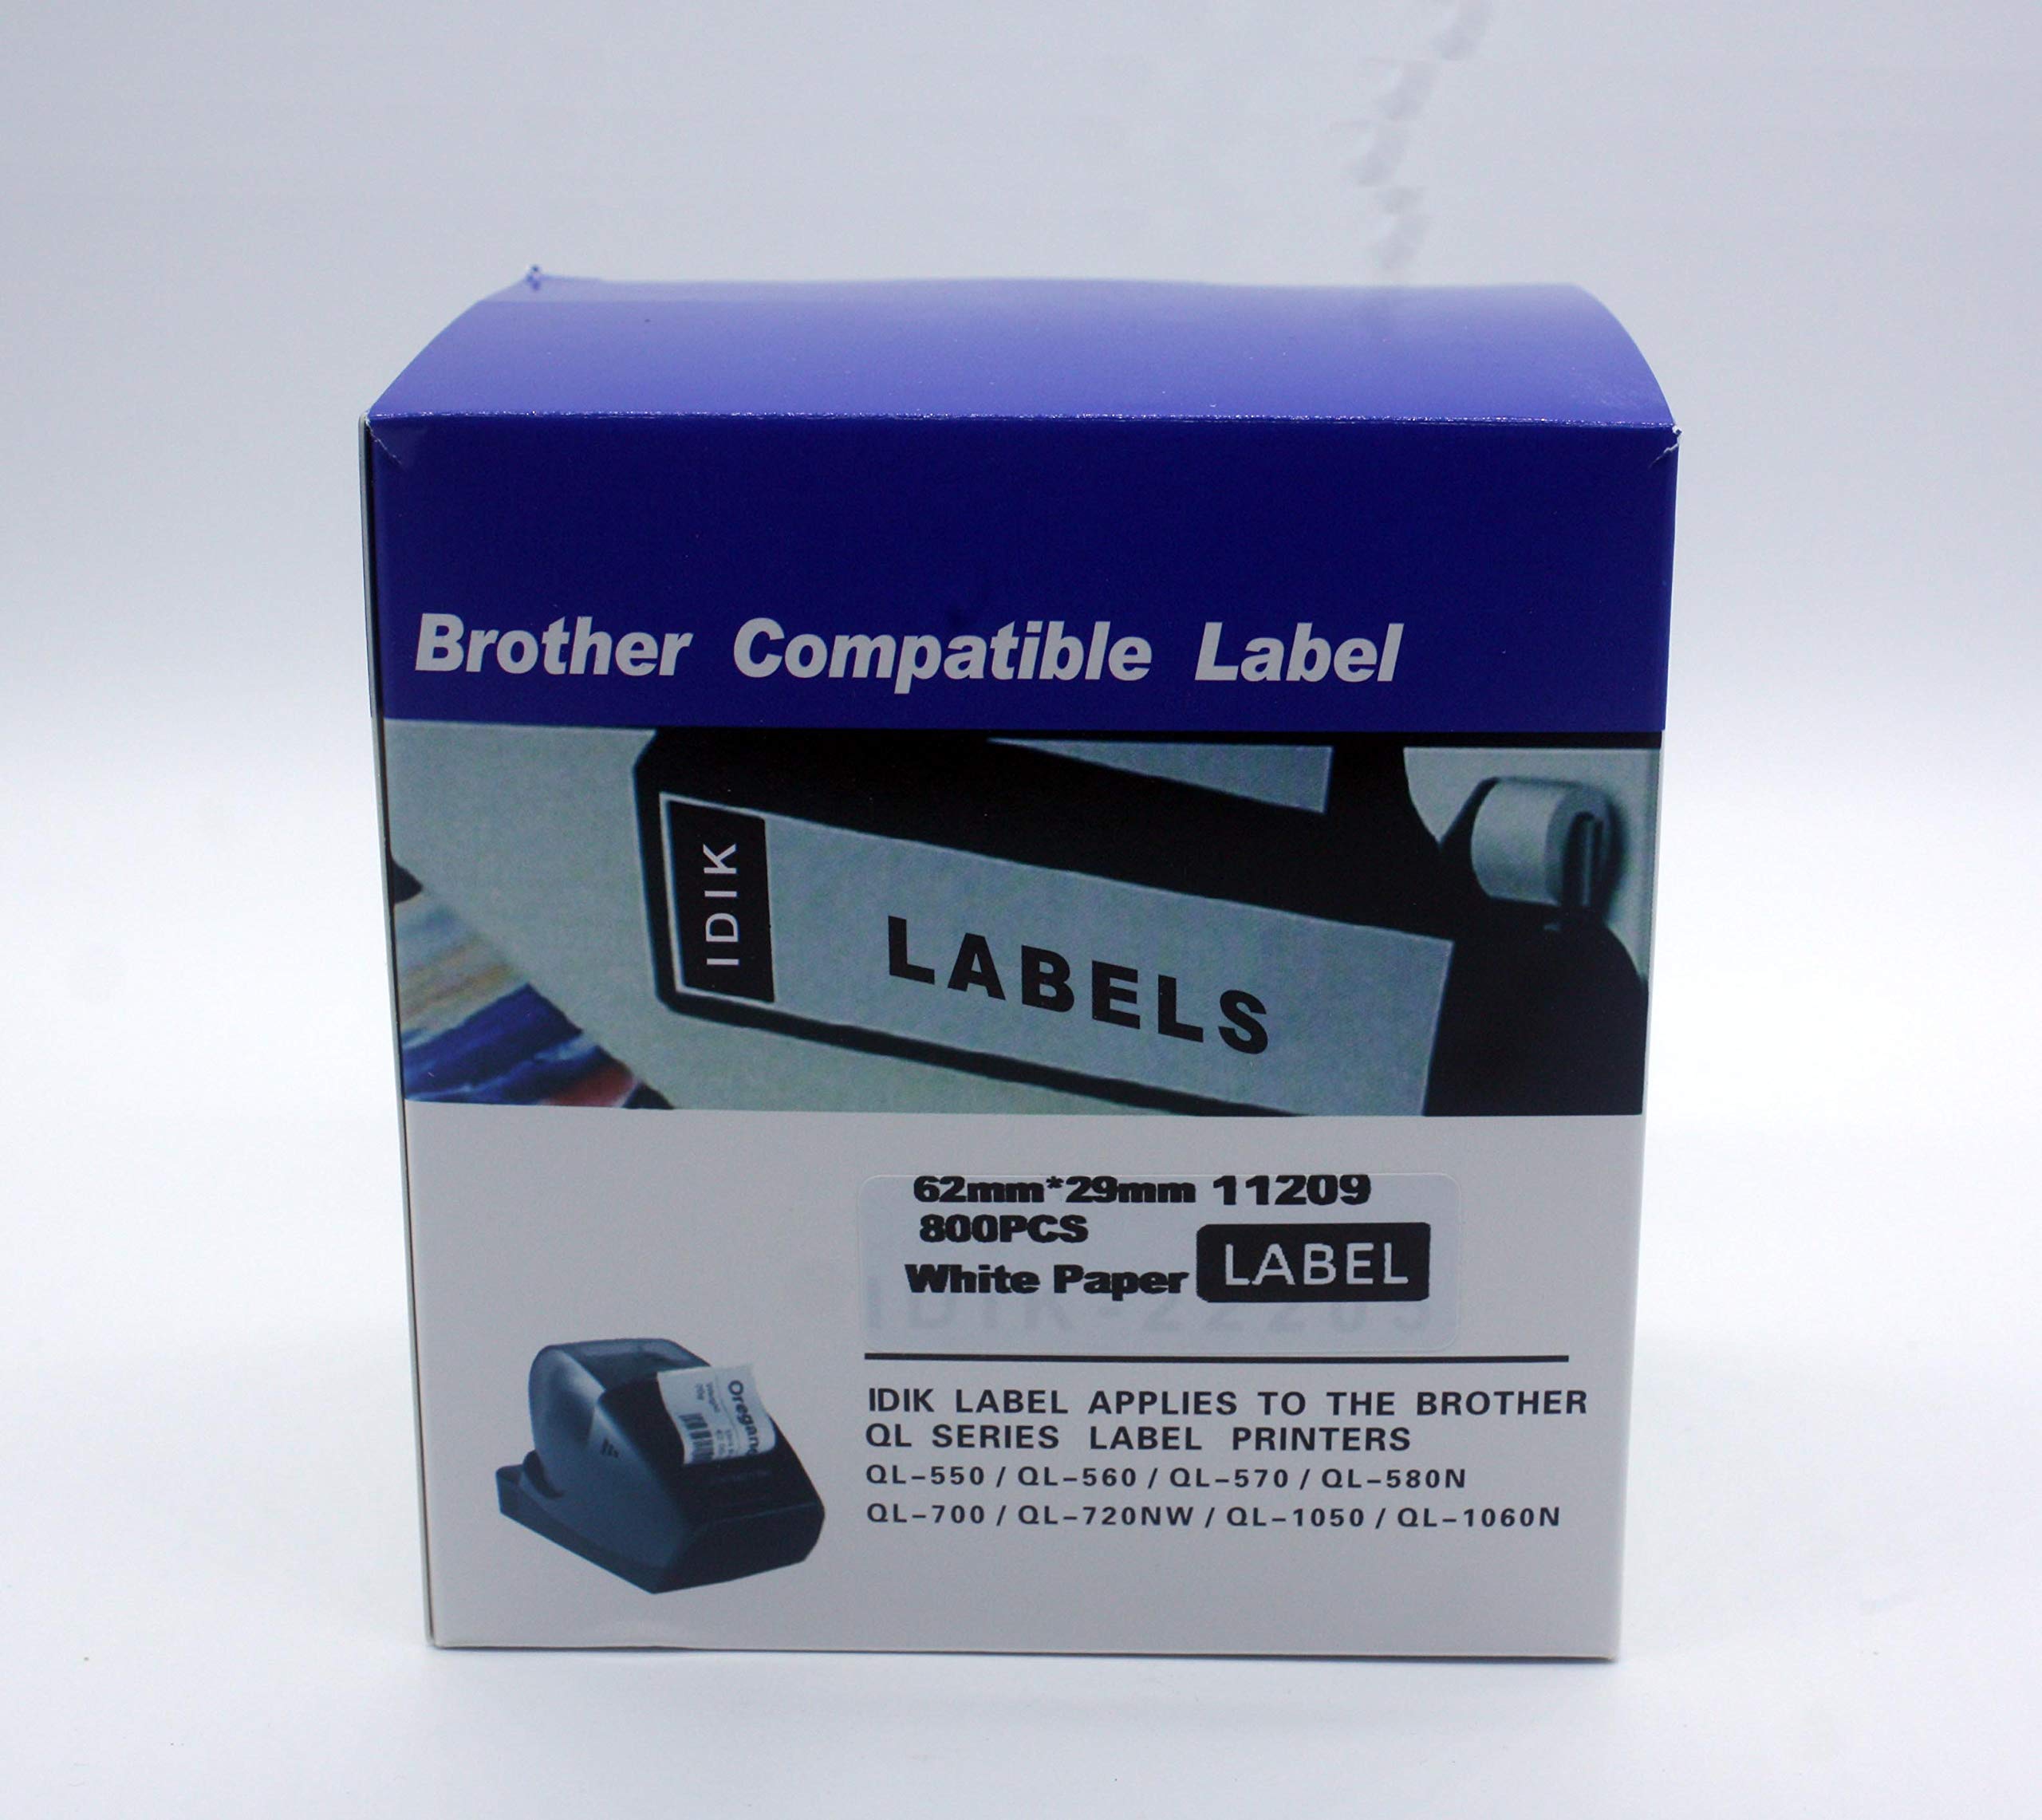 Brother Compatible Label
IDIK
LABELS
62mm*29mm 11209
800PCS
White Paper LABEL
IDIK LABEL APPLIES TO THE BROTHER
QL SERIES LABEL PRINTERS
QL-550 / QL-560 / QL-570 / QL-580N
QL-700 / QL-720NW / QL-1050 / QL-1060N